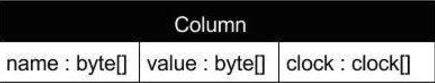 Column
name : byte[] value : byte[] clock : clock[]